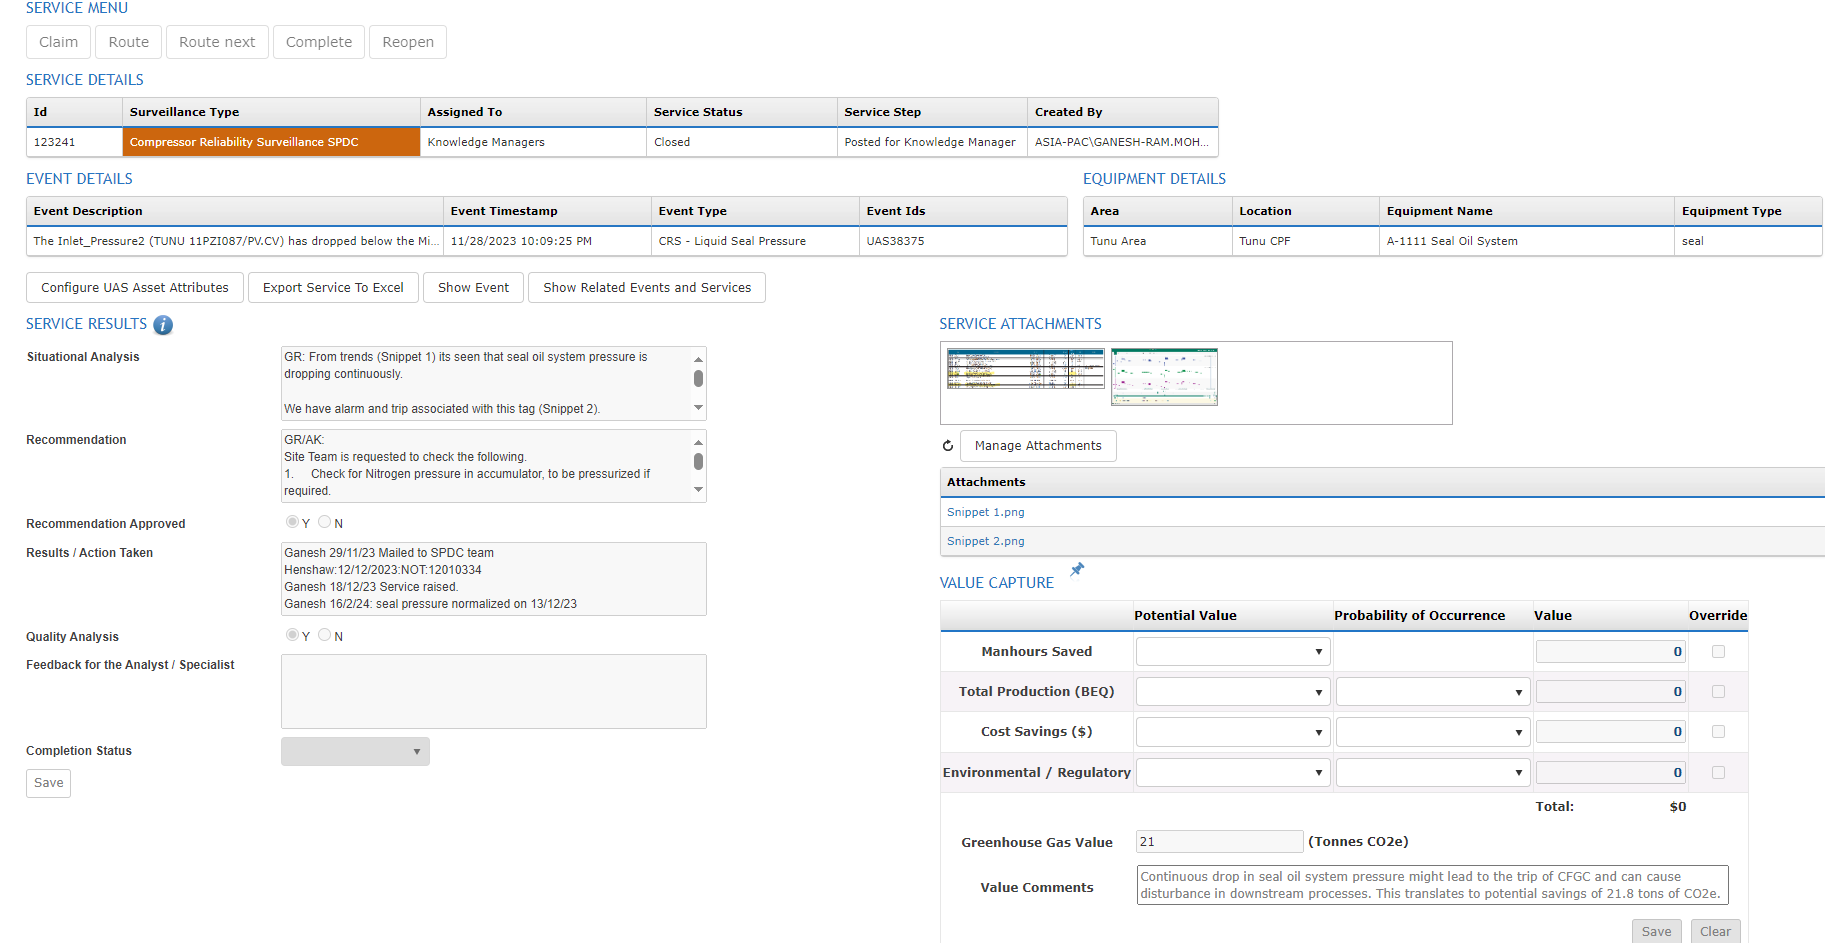 SERVICE MENU
Claim
Route
Route next
Complete
Reopen
SERVICE DETAILS
Id Surveillance Type Assigned To Service Status Service Step Created By
123241 Compressor Reliability Surveillance SPDC Knowledge Managers Closed Posted for Knowledge Manager ASIA-PAC\GANESH-RAM.MOH...
EVENT DETAILS
Event Description Event Timestamp Event Type Event Ids
The Inlet_Pressure2 (TUNU 11PZI087/PV.CV) has dropped below the Mi... 11/28/2023 10:09:25 PM CRS - Liquid Seal Pressure UAS38375
EQUIPMENT DETAILS
Area Location Equipment Name Equipment Type
Tunu Area Tunu CPF A-1111 Seal Oil System seal
Configure UAS Asset Attributes
Export Service To Excel
Show Event
Show Related Events and Services
SERVICE RESULTS
Situational Analysis
GR: From trends (Snippet 1) its seen that seal oil system pressure is
dropping continuously.
We have alarm and trip associated with this tag (Snippet 2).
Recommendation
GR/AK:
Site Team is requested to check the following.
1. Check for Nitrogen pressure in accumulator, to be pressurized if
required.
Recommendation Approved Y N
Results / Action Taken
Ganesh 29/11/23 Mailed to SPDC team
Henshaw:12/12/2023:NOT:12010334
Ganesh 18/12/23 Service raised.
Ganesh 16/2/24: seal pressure normalized on 13/12/23
Quality Analysis Y N
Feedback for the Analyst / Specialist
Completion Status
Save
SERVICE ATTACHMENTS
Manage Attachments
Attachments
Snippet 1.png
Snippet 2.png
VALUE CAPTURE
Potential Value Probability of Occurrence Value Override
Manhours Saved 0
Total Production (BEQ) 0
Cost Savings ($) 0
Environmental / Regulatory 0
Total: $0
Greenhouse Gas Value 21 (Tonnes CO2e)
Value Comments
Continuous drop in seal oil system pressure might lead to the trip of CFGC and can cause
disturbance in downstream processes. This translates to potential savings of 21.8 tons of CO2e.
Save
Clear